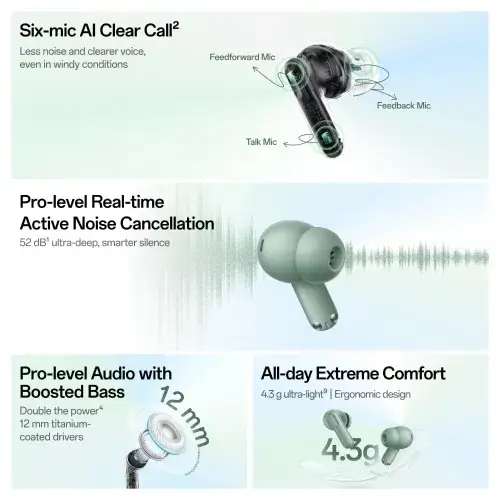 Six-mic AI Clear Call²
Less noise and clearer voice,
even in windy conditions
Feedforward Mic
Feedback Mic
Talk Mic
Pro-level Real-time
Active Noise Cancellation
52 dB¹ ultra-deep, smarter silence
Pro-level Audio with
Boosted Bass
Double the power⁴
12 mm titanium-
coated drivers
12 mm
All-day Extreme Comfort
4.3 g ultra-light⁹ | Ergonomic design
4.3g